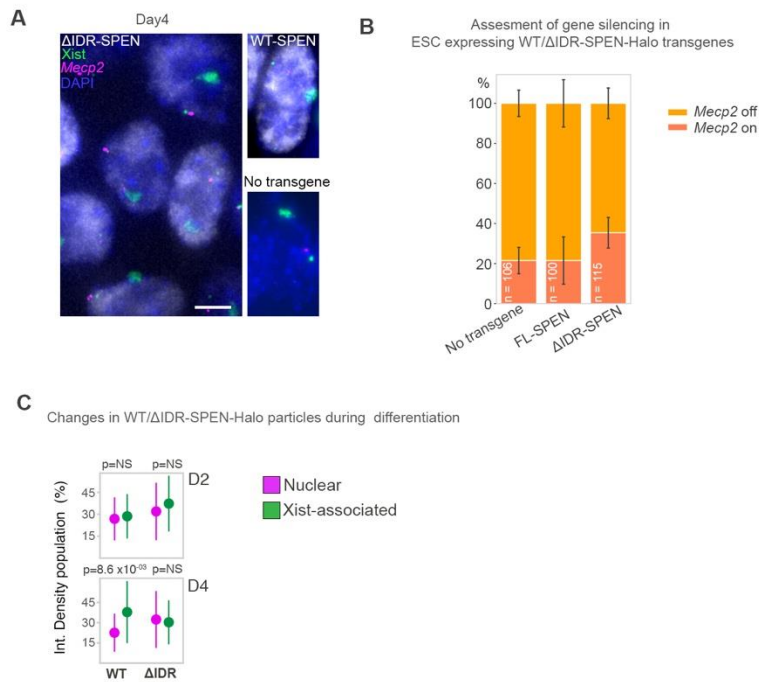 A
Day4
ΔIDR-SPEN
Xist
Mecp2
DAPI
WT-SPEN
No transgene
B
Assesment of gene silencing in
ESC expressing WT/ΔIDR-SPEN-Halo transgenes
%
100
80
60
40
20
0
n = 106
n = 100
n = 115
No transgene
FL-SPEN
ΔIDR-SPEN
Mecp2 off
Mecp2 on
C
Changes in WT/ΔIDR-SPEN-Halo particles during differentiation
Int. Density population (%)
p=NS p=NS
D2
45
30
15
p=8.6 x10-03 p=NS
D4
45
30
15
WT ΔIDR
Nuclear
Xist-associated